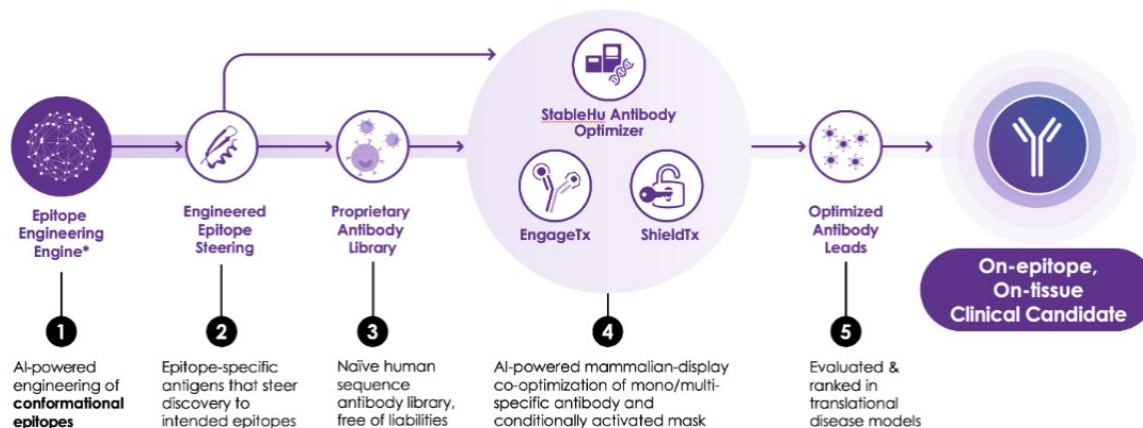 StableHu Antibody
Optimizer
EngageTx
ShieldTx
Epitope
Engineering
Engine*
Engineered
Epitope
Steering
Proprietary
Antibody
Library
Optimized
Antibody
Leads
On-epitope,
On-tissue
Clinical Candidate
1
AI-powered
engineering of
conformational
epitopes
2
Epitope-specific
antigens that steer
discovery to
intended epitopes
3
Naïve human
sequence
antibody library,
free of liabilities
4
AI-powered mammalian-display
co-optimization of mono/multi-
specific antibody and
conditionally activated mask
5
Evaluated &
ranked in
translational
disease models